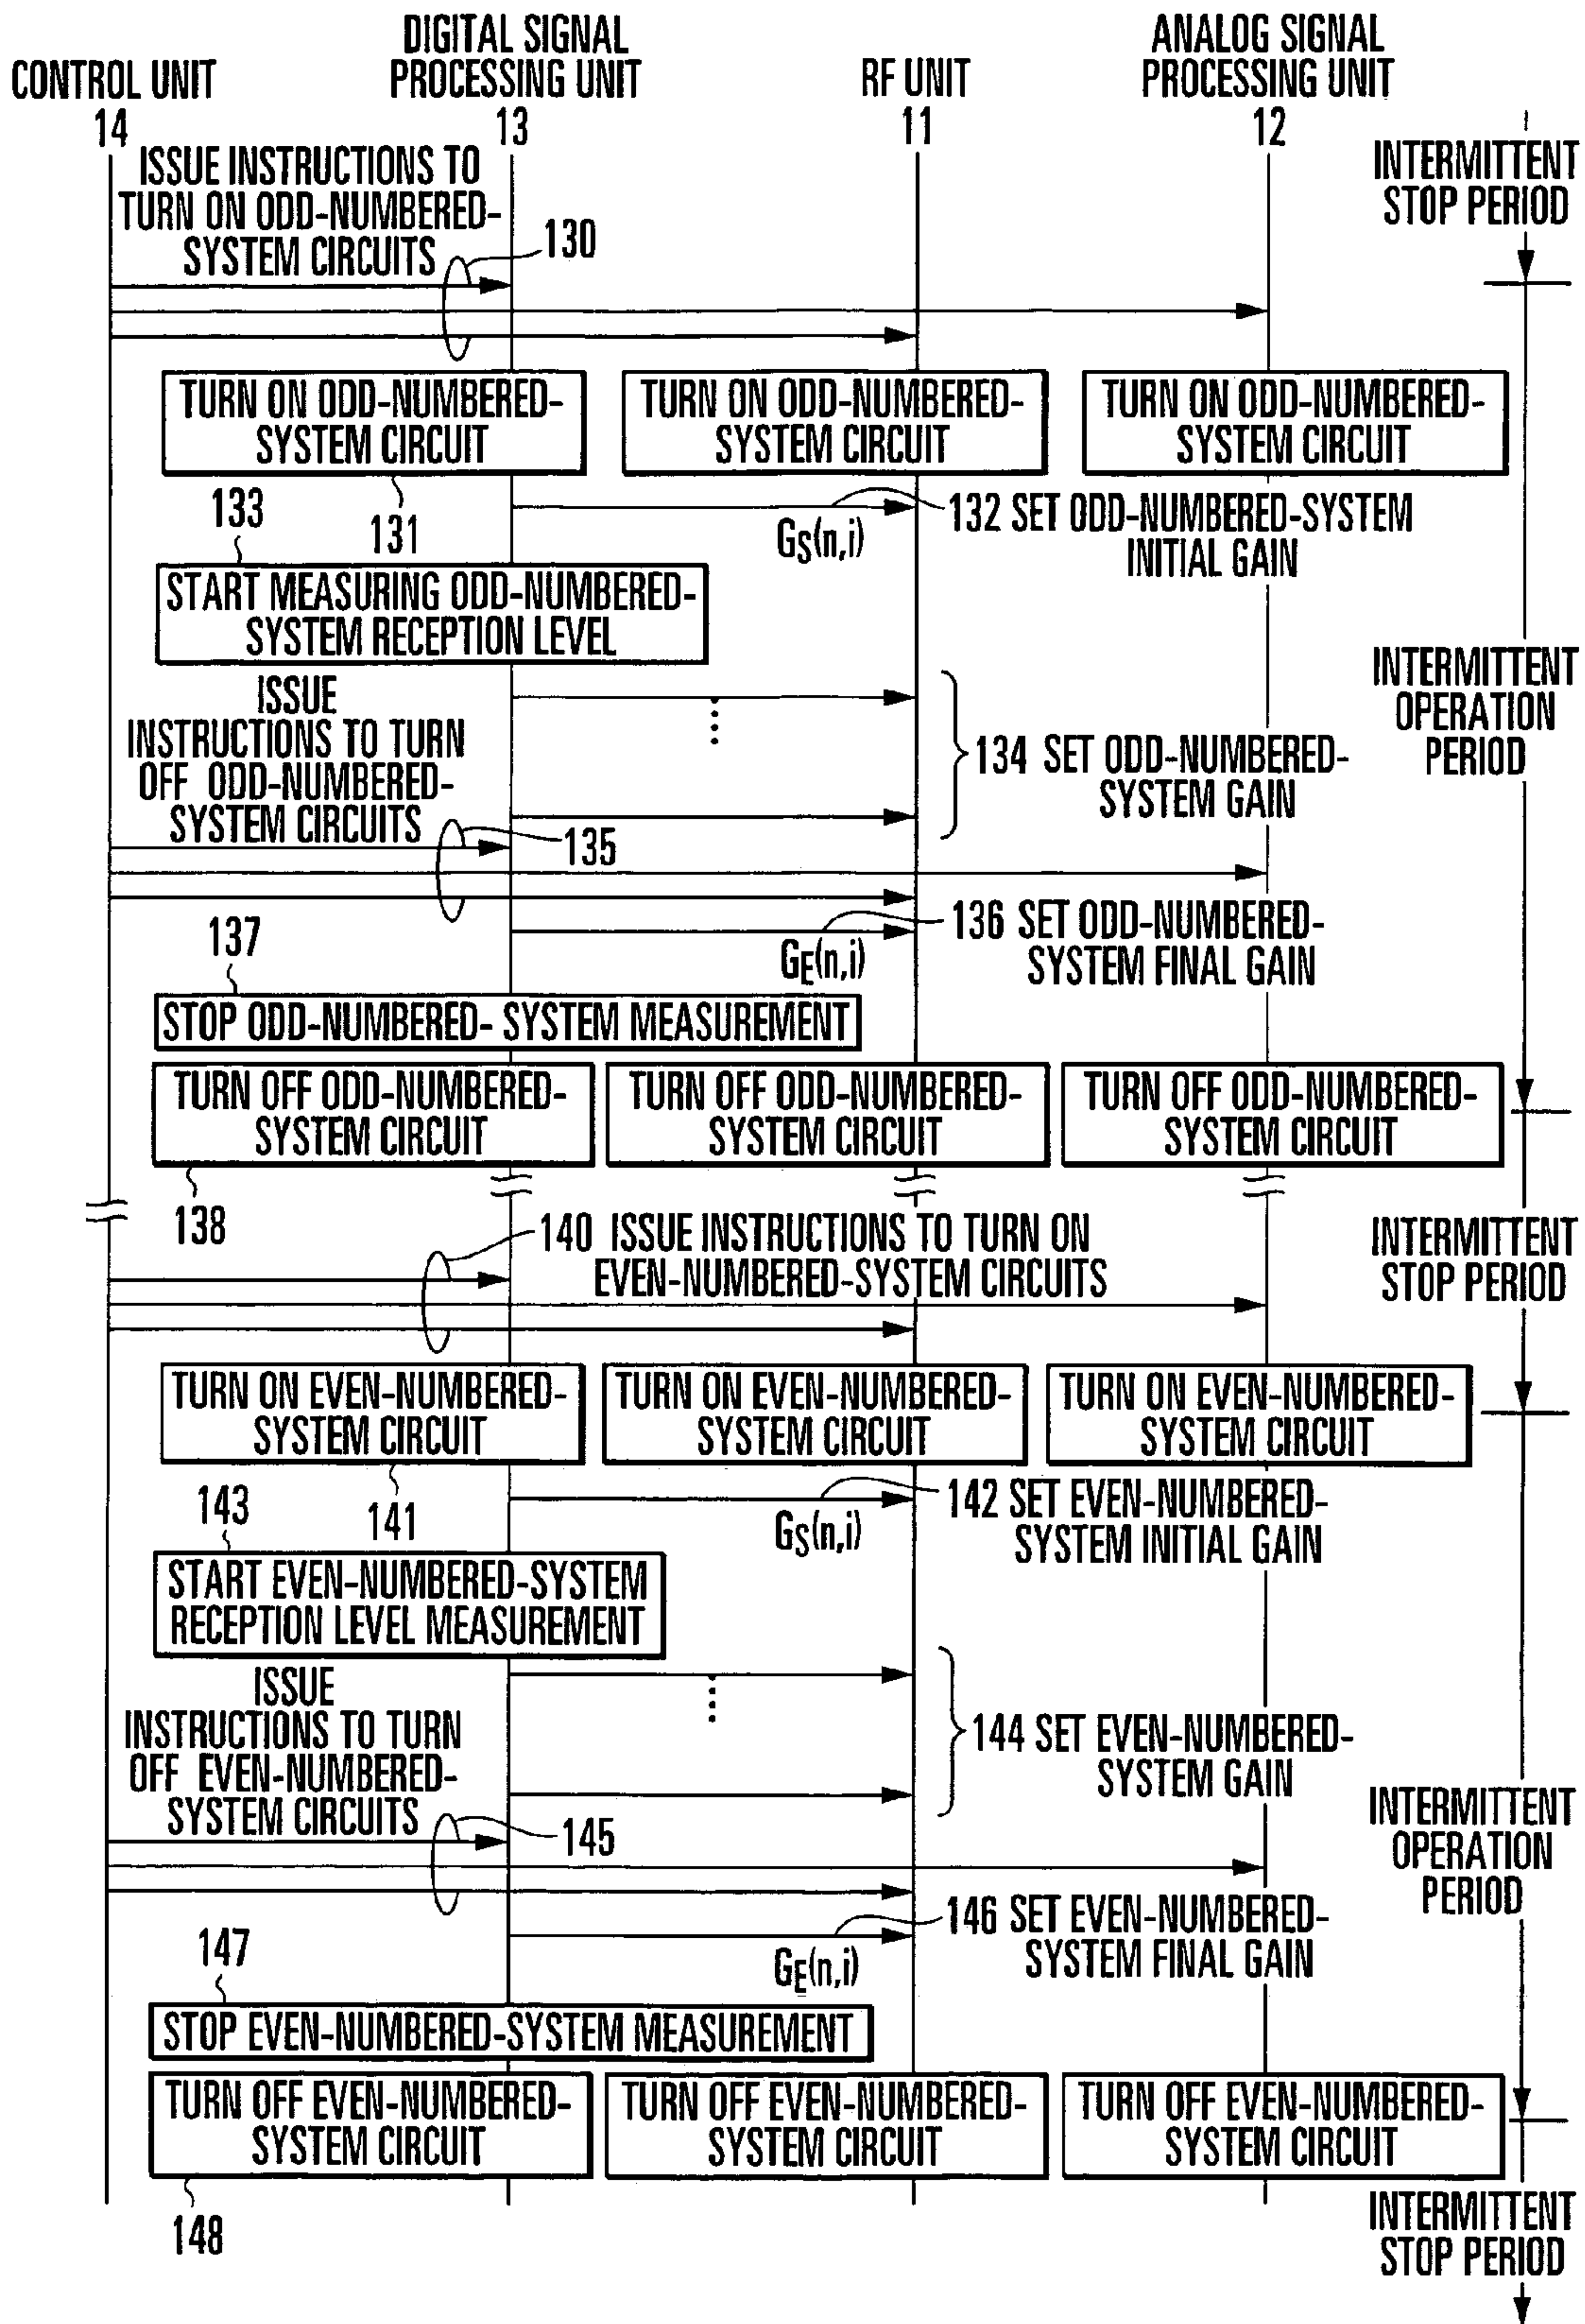 CONTROL UNIT
14
DIGITAL SIGNAL
PROCESSING UNIT
13
RF UNIT
11
ANALOG SIGNAL
PROCESSING UNIT
12
INTERMITTENT
STOP PERIOD
ISSUE INSTRUCTIONS TO
TURN ON ODD-NUMBERED-
SYSTEM CIRCUITS
130
TURN ON ODD-NUMBERED-
SYSTEM CIRCUIT
TURN ON ODD-NUMBERED-
SYSTEM CIRCUIT
TURN ON ODD-NUMBERED-
SYSTEM CIRCUIT
131
132 SET ODD-NUMBERED-SYSTEM
INITIAL GAIN
GS(n,i)
133
START MEASURING ODD-NUMBERED-
SYSTEM RECEPTION LEVEL
INTERMITTENT
OPERATION
PERIOD
134 SET ODD-NUMBERED-
SYSTEM GAIN
ISSUE
INSTRUCTIONS TO TURN
OFF ODD-NUMBERED-
SYSTEM CIRCUITS
135
136 SET ODD-NUMBERED-
SYSTEM FINAL GAIN
GE(n,i)
137
STOP ODD-NUMBERED- SYSTEM MEASUREMENT
TURN OFF ODD-NUMBERED-
SYSTEM CIRCUIT
TURN OFF ODD-NUMBERED-
SYSTEM CIRCUIT
TURN OFF ODD-NUMBERED-
SYSTEM CIRCUIT
138
INTERMITTENT
STOP PERIOD
140 ISSUE INSTRUCTIONS TO TURN ON
EVEN-NUMBERED-SYSTEM CIRCUITS
TURN ON EVEN-NUMBERED-
SYSTEM CIRCUIT
TURN ON EVEN-NUMBERED-
SYSTEM CIRCUIT
TURN ON EVEN-NUMBERED-
SYSTEM CIRCUIT
141
142 SET EVEN-NUMBERED-
SYSTEM INITIAL GAIN
GS(n,i)
143
START EVEN-NUMBERED-SYSTEM
RECEPTION LEVEL MEASUREMENT
144 SET EVEN-NUMBERED-
SYSTEM GAIN
INTERMITTENT
OPERATION
PERIOD
ISSUE
INSTRUCTIONS TO TURN
OFF EVEN-NUMBERED-
SYSTEM CIRCUITS
145
146 SET EVEN-NUMBERED-
SYSTEM FINAL GAIN
GE(n,i)
147
STOP EVEN-NUMBERED-SYSTEM MEASUREMENT
TURN OFF EVEN-NUMBERED-
SYSTEM CIRCUIT
TURN OFF EVEN-NUMBERED-
SYSTEM CIRCUIT
TURN OFF EVEN-NUMBERED-
SYSTEM CIRCUIT
148
INTERMITTENT
STOP PERIOD